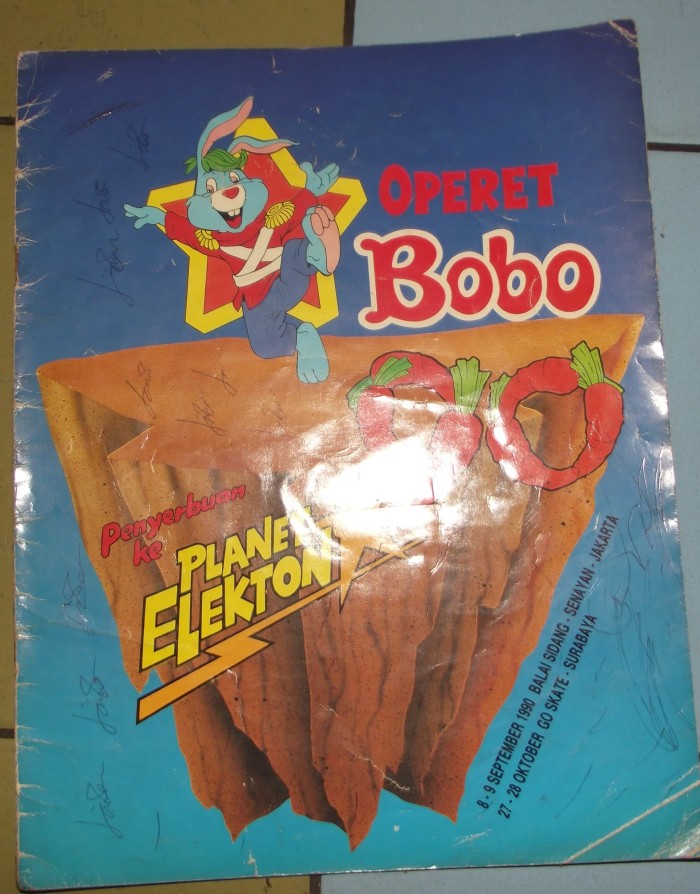 OPERET
Bobo
Penyerbuan
ke
PLANET
ELEKTON
8 - 9 SEPTEMBER 1990 BALAI SIDANG - SENAYAN - JAKARTA
27 - 28 OKTOBER GO SKATE - SURABAYA